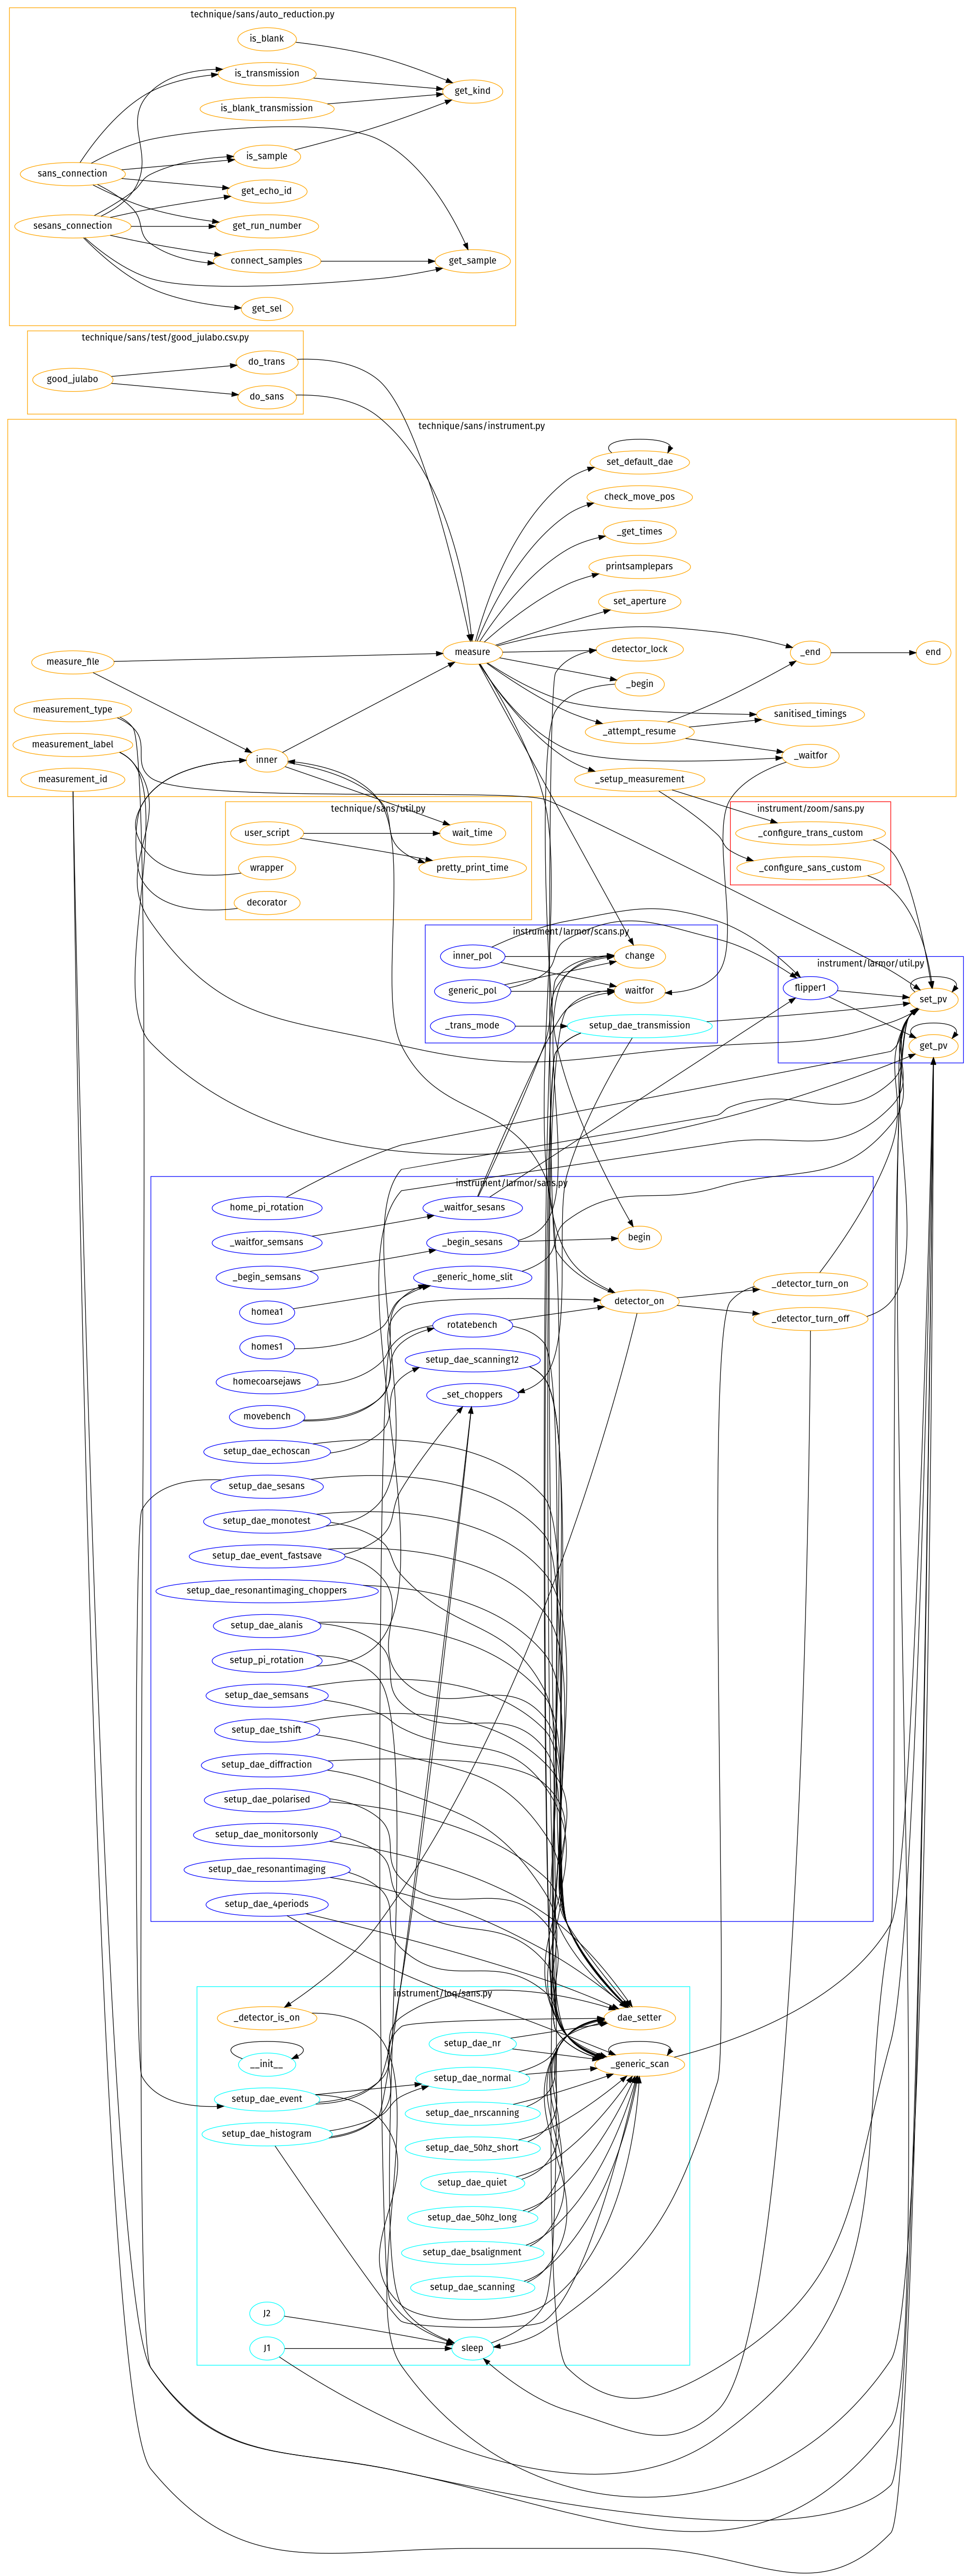 technique/sans/auto_reduction.py
is_blank
is_transmission
get_kind
is_blank_transmission
is_sample
sans_connection
get_echo_id
sesans_connection
get_run_number
connect_samples
get_sample
get_sel
technique/sans/test/good_julabo.csv.py
do_trans
good_julabo
do_sans
technique/sans/instrument.py
set_default_dae
check_move_pos
_get_times
printsamplepars
set_aperture
detector_lock
measure
_end
end
measure_file
_begin
measurement_type
sanitised_timings
_attempt_resume
measurement_label
_waitfor
inner
measurement_id
_setup_measurement
technique/sans/util.py
user_script
wait_time
wrapper
pretty_print_time
decorator
instrument/zoom/sans.py
_configure_trans_custom
_configure_sans_custom
instrument/larmor/scans.py
inner_pol
change
generic_pol
waitfor
_trans_mode
setup_dae_transmission
instrument/larmor/util.py
flipper1
set_pv
get_pv
instrument/larmor/sans.py
home_pi_rotation
_waitfor_sesans
_waitfor_semsans
_begin_sesans
begin
_begin_semsans
_generic_home_slit
_detector_turn_on
homea1
detector_on
_detector_turn_off
rotatebench
homes1
setup_dae_scanning12
homecoarsejaws
_set_choppers
movebench
setup_dae_echoscan
setup_dae_sesans
setup_dae_monotest
setup_dae_event_fastsave
setup_dae_resonantimaging_choppers
setup_dae_alanis
setup_pi_rotation
setup_dae_semsans
setup_dae_tshift
setup_dae_diffraction
setup_dae_polarised
setup_dae_monitorsonly
setup_dae_resonantimaging
setup_dae_4periods
instrument/loq/sans.py
_detector_is_on
dae_setter
setup_dae_nr
__init__
_generic_scan
setup_dae_normal
setup_dae_event
setup_dae_nrscanning
setup_dae_histogram
setup_dae_50hz_short
setup_dae_quiet
setup_dae_50hz_long
setup_dae_bsalignment
setup_dae_scanning
J2
J1
sleep